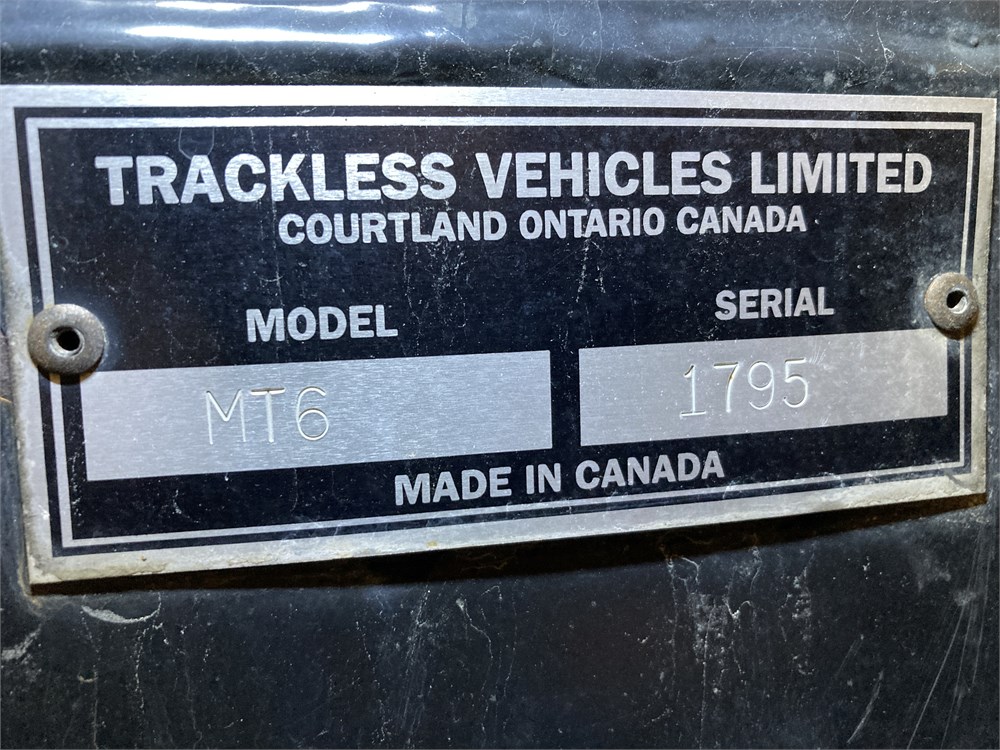 TRACKLESS VEHICLES LIMITED
COURTLAND ONTARIO CANADA
MODEL SERIAL
MT6 1795
MADE IN CANADA